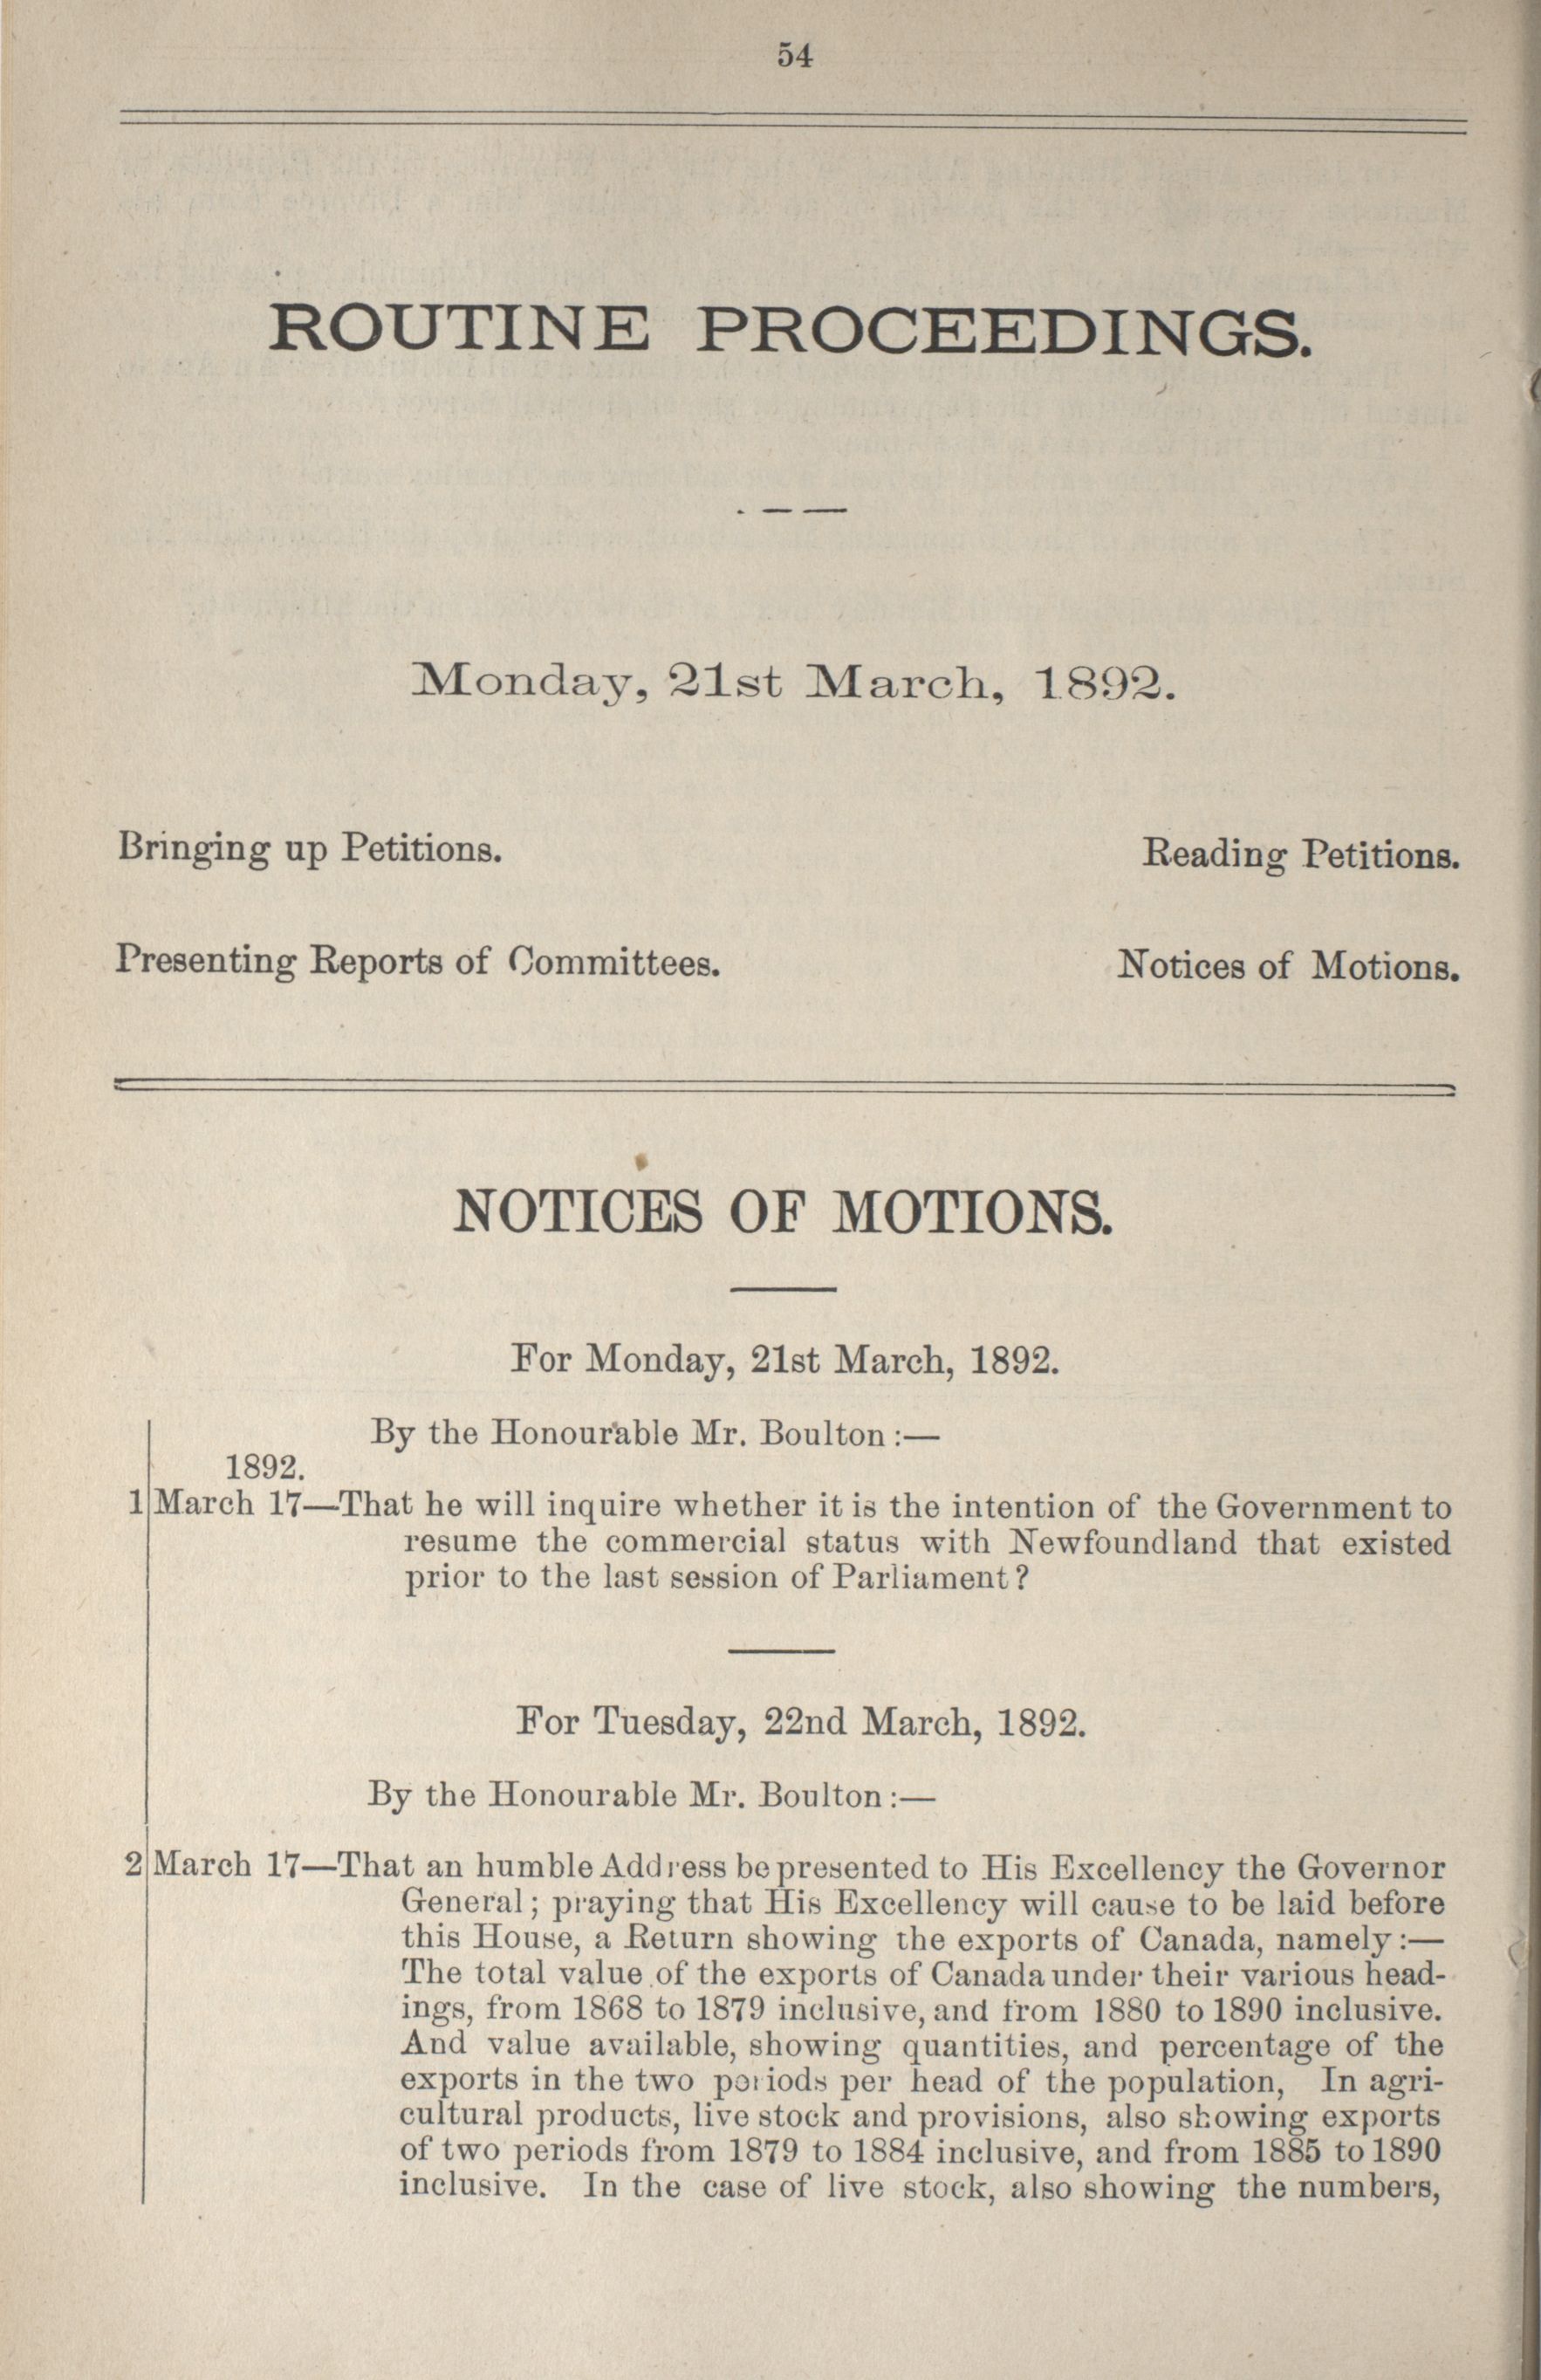 54
ROUTINE PROCEEDINGS.
Monday, 21st March, 1892.
Bringing up Petitions. Reading Petitions.
Presenting Reports of Committees. Notices of Motions.
NOTICES OF MOTIONS.
For Monday, 21st March, 1892.
By the Honourable Mr. Boulton :—
1892.
1 March 17—That he will inquire whether it is the intention of the Government to
resume the commercial status with Newfoundland that existed
prior to the last session of Parliament ?
For Tuesday, 22nd March, 1892.
By the Honourable Mr. Boulton :—
2 March 17—That an humble Address be presented to His Excellency the Governor
General ; praying that His Excellency will cause to be laid before
this House, a Return showing the exports of Canada, namely :—
The total value of the exports of Canada under their various head-
ings, from 1868 to 1879 inclusive, and from 1880 to 1890 inclusive.
And value available, showing quantities, and percentage of the
exports in the two periods per head of the population, In agri-
cultural products, live stock and provisions, also showing exports
of two periods from 1879 to 1884 inclusive, and from 1885 to 1890
inclusive. In the case of live stock, also showing the numbers,